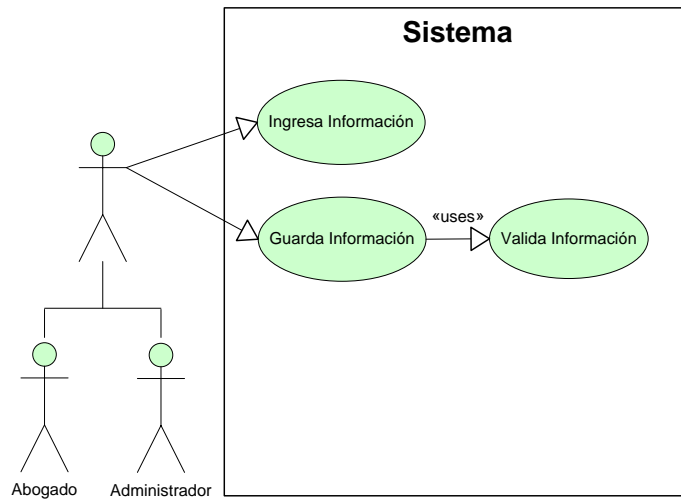 Sistema
Ingresa Información
«uses»
Guarda Información
Valida Información
Abogado
Administrador